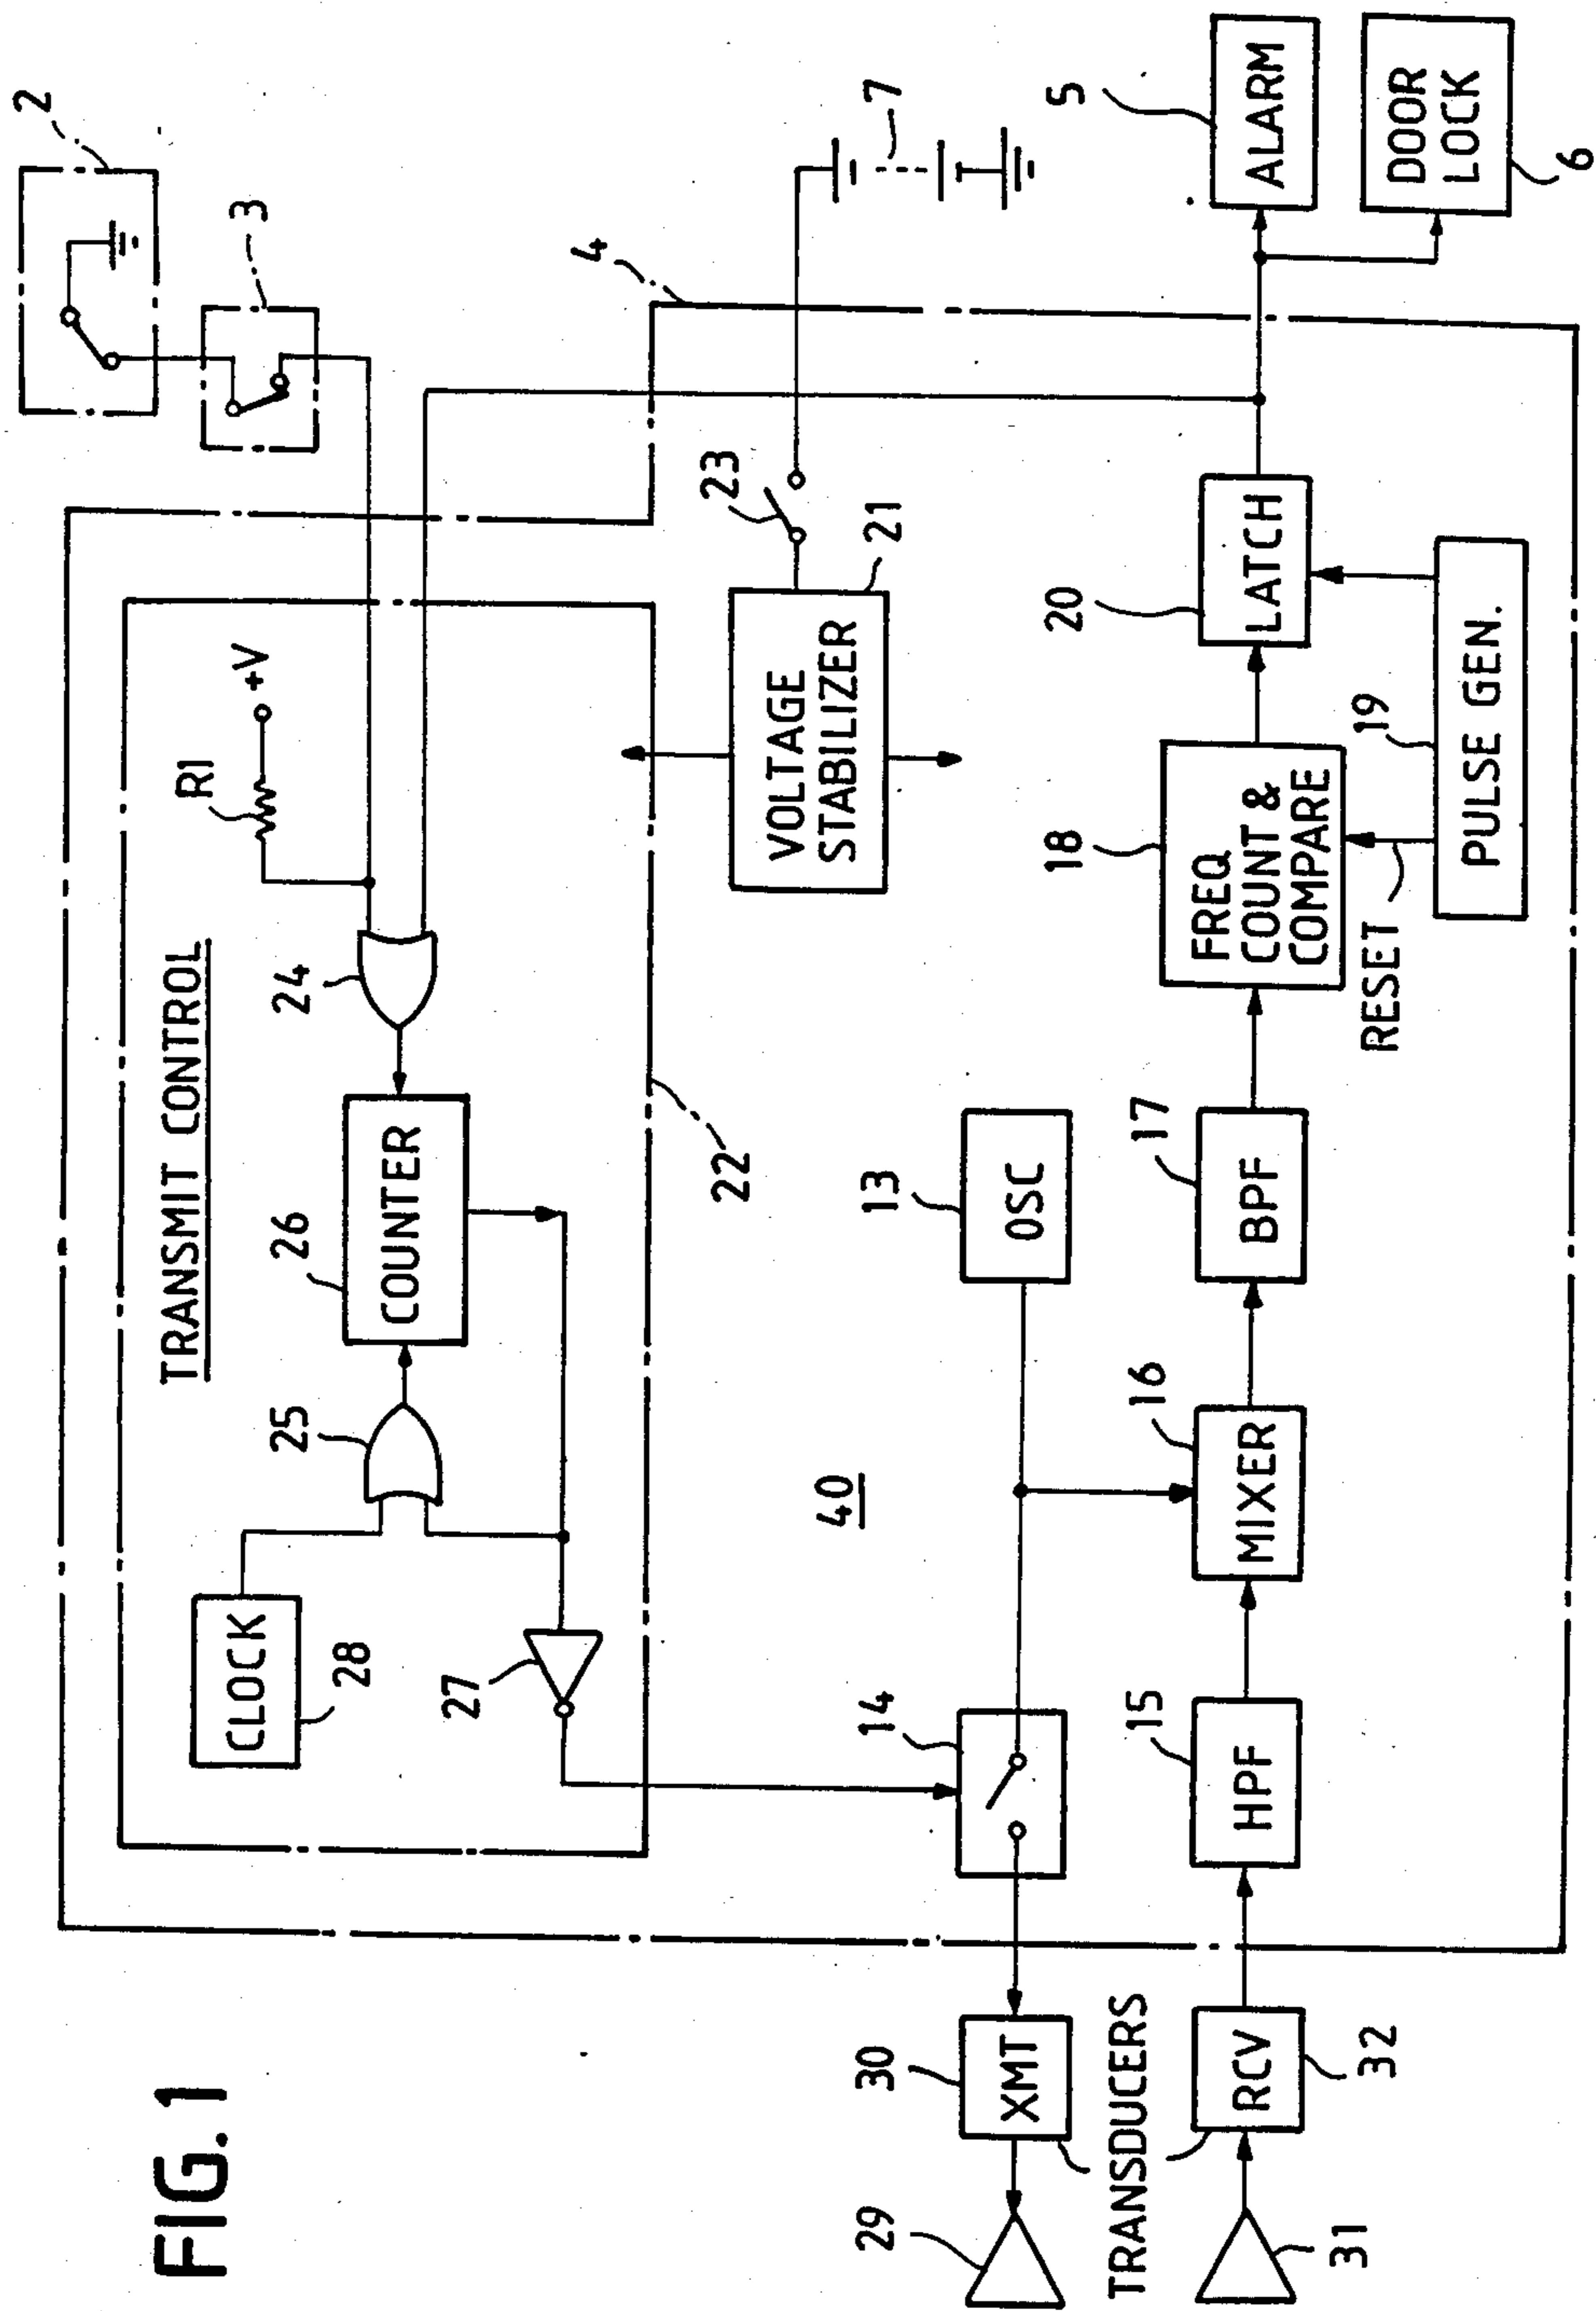 FIG. 1
2
3
4
TRANSMIT CONTROL
R1
+V
CLOCK
28
25
26
COUNTER
24
27
22
23
7
VOLTAGE
STABILIZER
21
40
14
13
OSC
29
30
XMT
TRANSDUCERS
31
RCV
32
15
HPF
16
MIXER
17
BPF
18
FREQ
COUNT &
COMPARE
20
LATCH
RESET
19
PULSE GEN.
5
ALARM
DOOR
LOCK
6